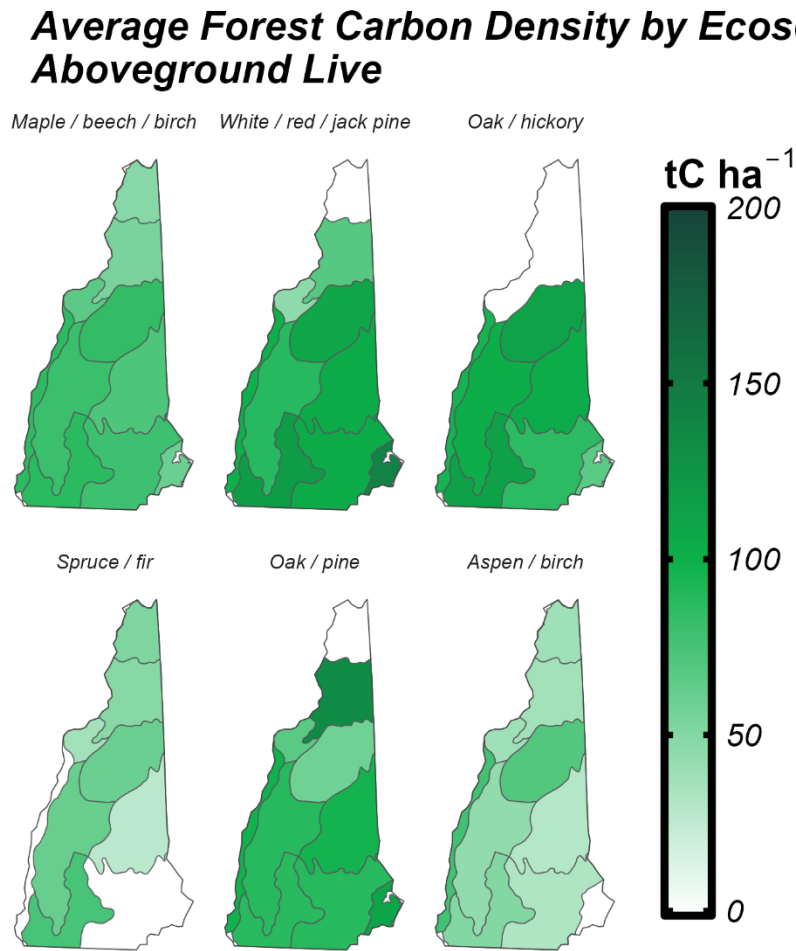 Average Forest Carbon Density by
Aboveground Live
Maple / beech / birch
White / red / jack pine
Oak / hickory
tC ha⁻¹
200
150
100
50
0
Spruce / fir
Oak / pine
Aspen / birch